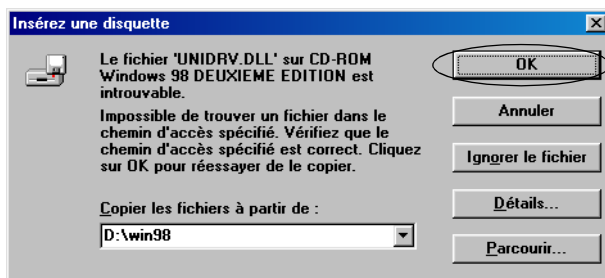 Insérez une disquette
Le fichier 'UNIDRV.DLL' sur CD-ROM
Windows 98 DEUXIEME EDITION est
introuvable.
Impossible de trouver un fichier dans le
chemin d'accès spécifié. Vérifiez que le
chemin d'accès spécifié est correct. Cliquez
sur OK pour réessayer de le copier.
Copier les fichiers à partir de :
D:\win98
OK
Annuler
Ignorer le fichier
Détails...
Parcourir...